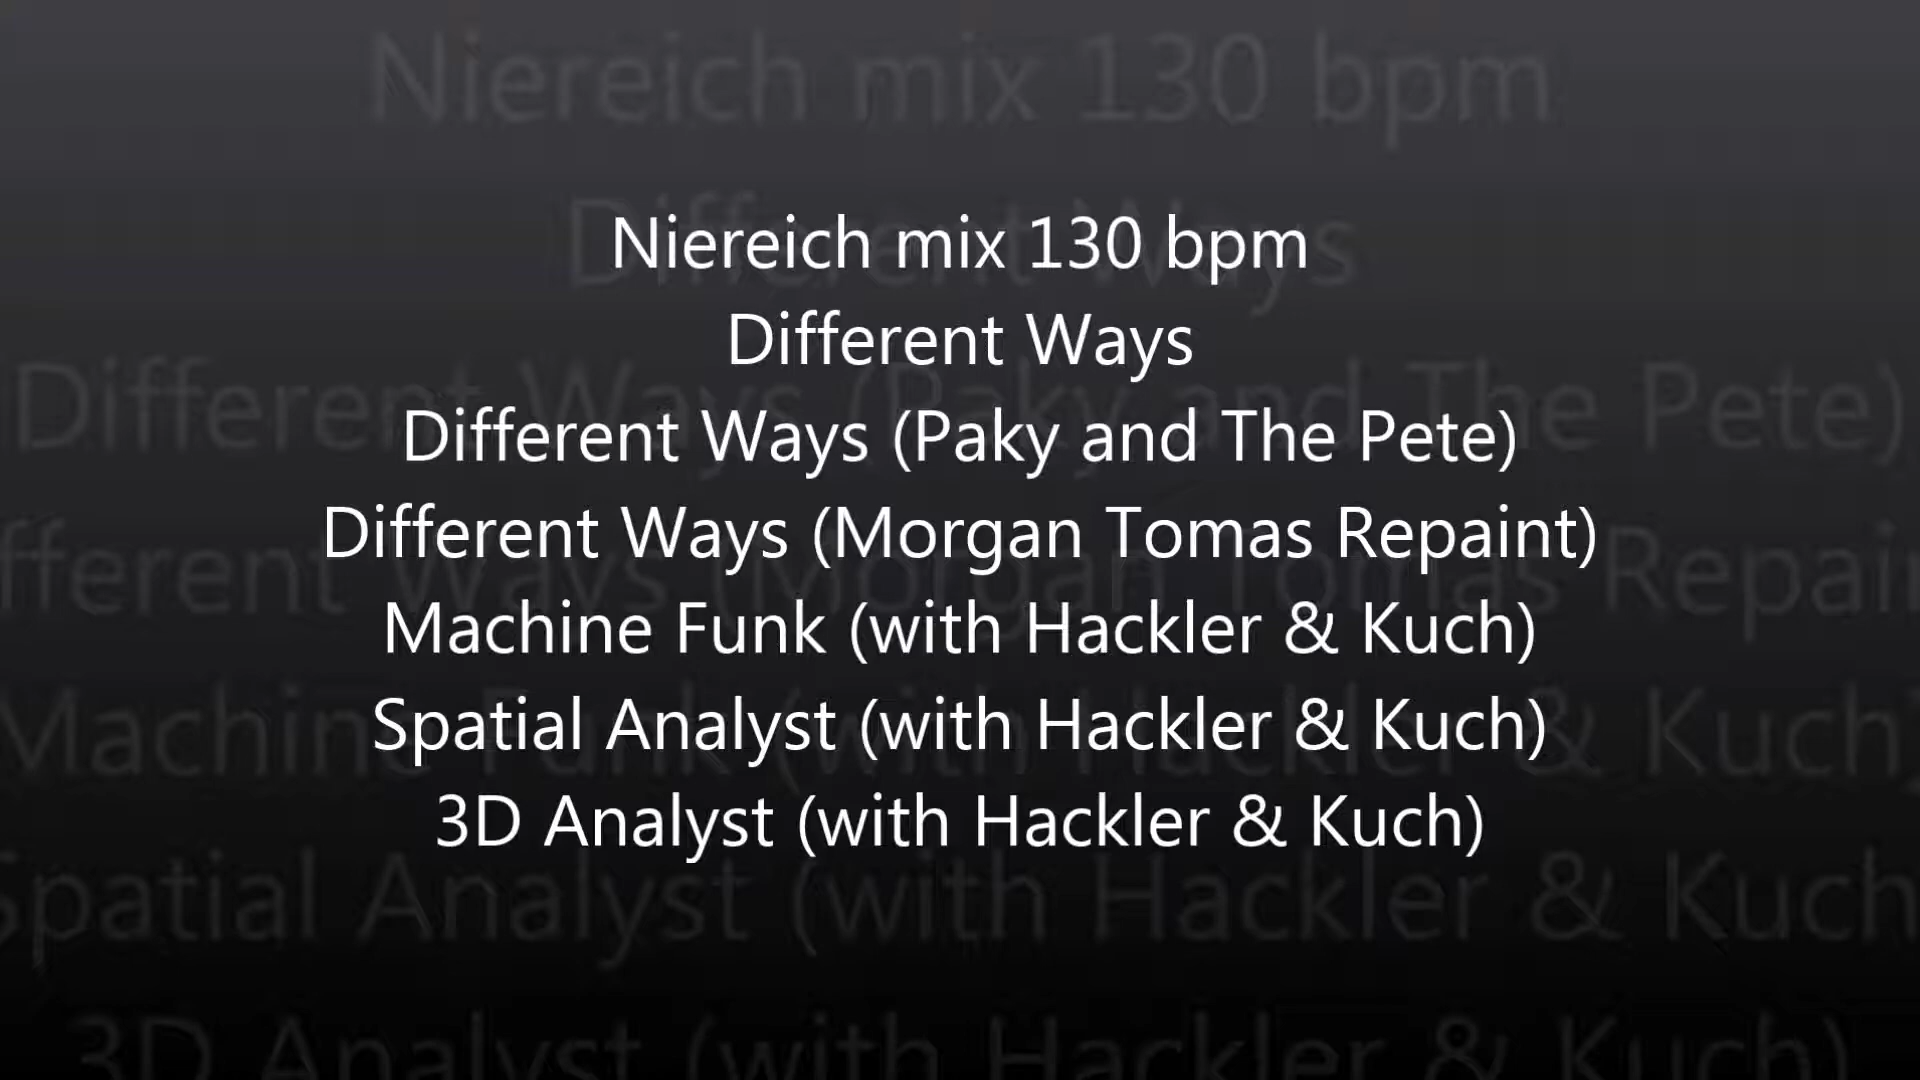 Niereich mix 130 bpm
Different Ways
Different Ways (Paky and The Pete)
Different Ways (Morgan Tomas Repaint)
Machine Funk (with Hackler & Kuch)
Spatial Analyst (with Hackler & Kuch)
3D Analyst (with Hackler & Kuch)